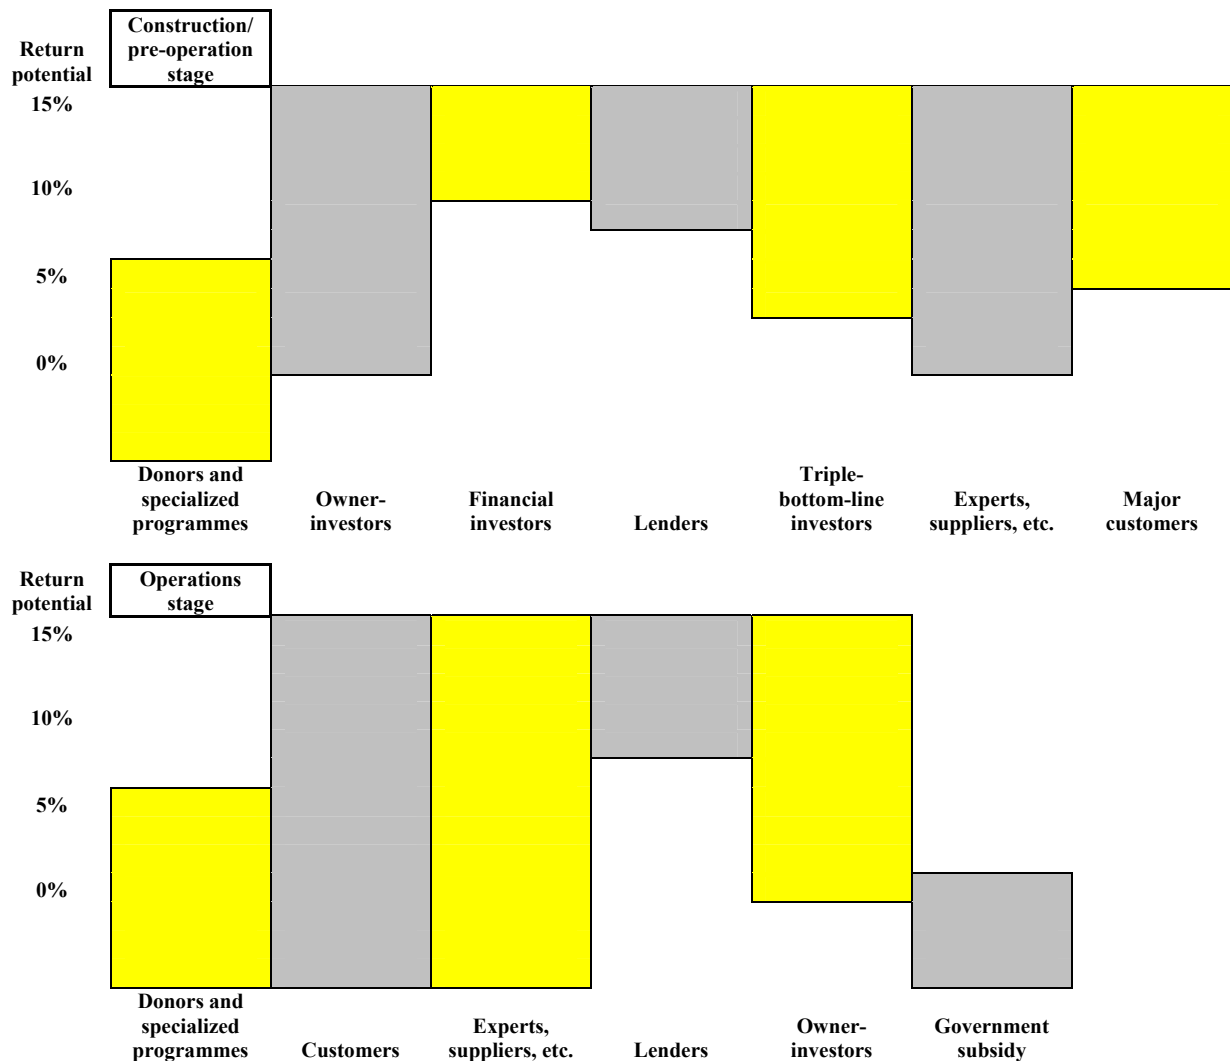 Return
potential
Construction/
pre-operation
stage
15%
10%
5%
0%
Donors and
specialized
programmes
Owner-
investors
Financial
investors
Lenders
Triple-
bottom-line
investors
Experts,
suppliers, etc.
Major
customers
Return
potential
Operations
stage
15%
10%
5%
0%
Donors and
specialized
programmes
Customers
Experts,
suppliers, etc.
Lenders
Owner-
investors
Government
subsidy